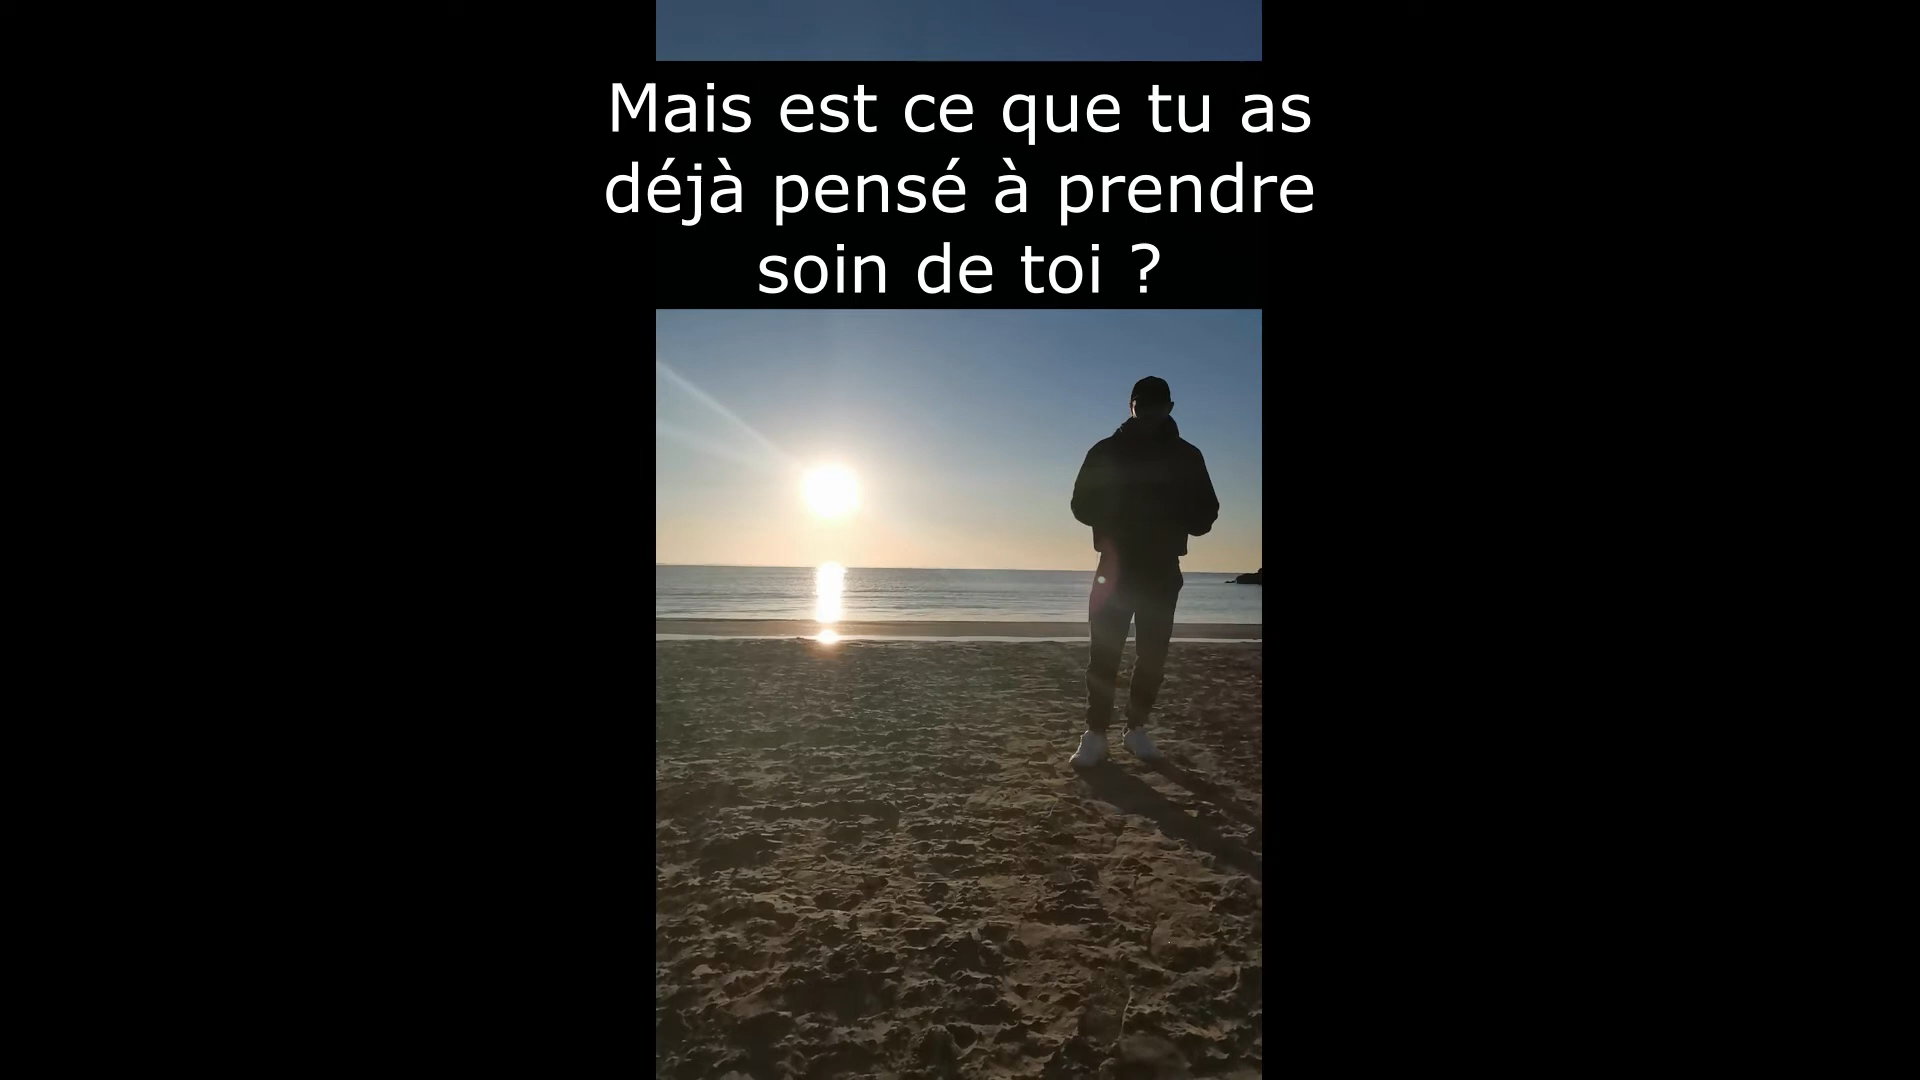 Mais est ce que tu as
déjà pensé à prendre
soin de toi ?